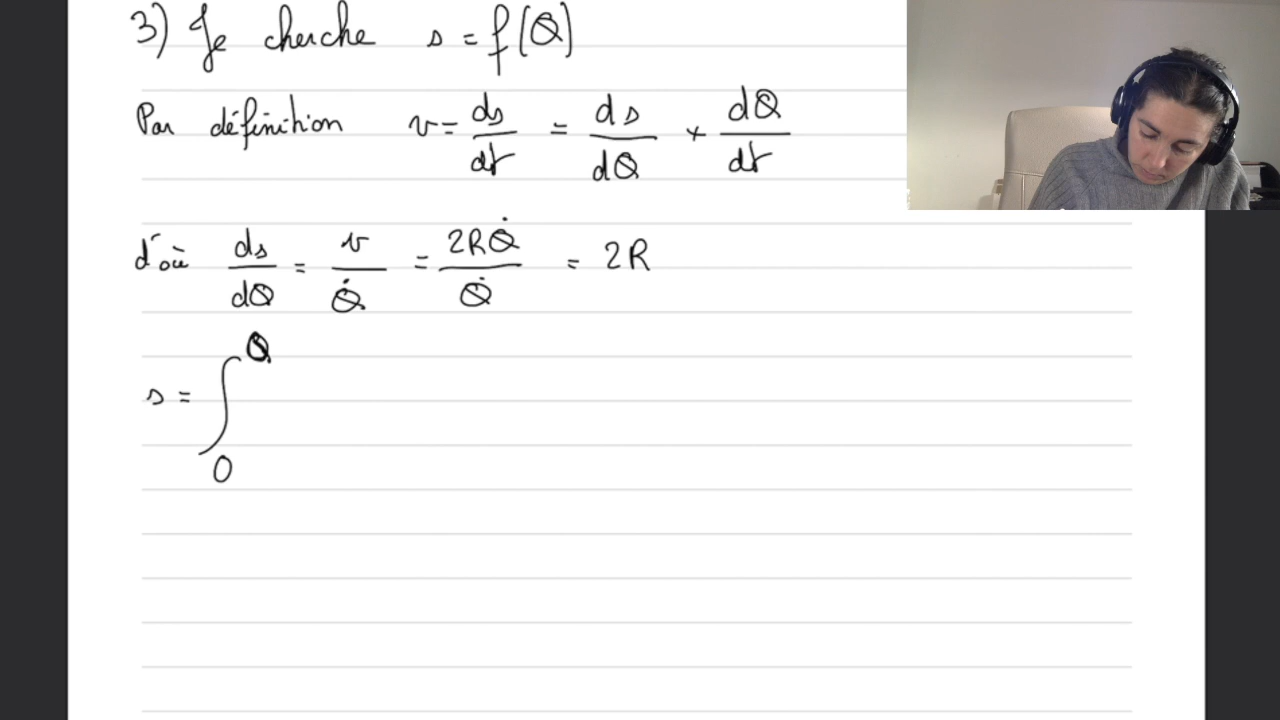 3) Je cherche s = f(θ)
Par définition v = ds/dt = ds/dθ × dθ/dt
d'où ds/dθ = v/θ̇ = 2Rθ̇/θ̇ = 2R
s = ∫₀^θ